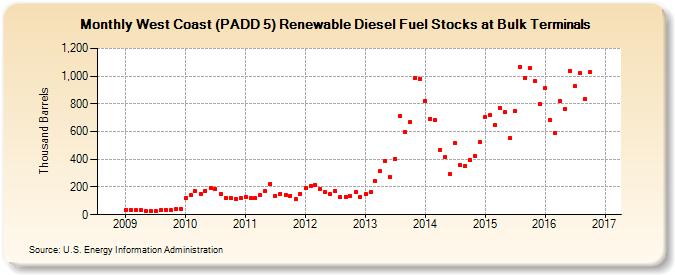 Monthly West Coast (PADD 5) Renewable Diesel Fuel Stocks at Bulk Terminals
Thousand Barrels
1,200
1,000
800
600
400
200
0
2009 2010 2011 2012 2013 2014 2015 2016 2017
Source: U.S. Energy Information Administration